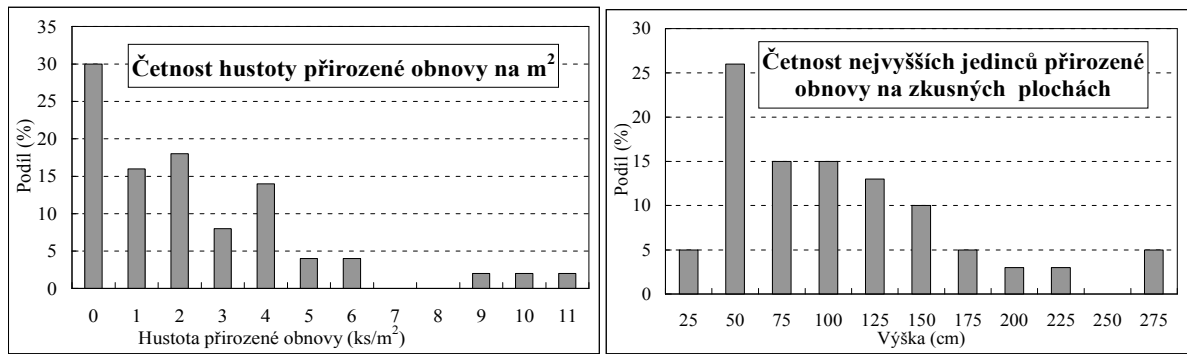 Četnost hustoty přirozené obnovy na m²
35
30
25
20
15
10
5
0
Podíl (%)
0 1 2 3 4 5 6 7 8 9 10 11
Hustota přirozené obnovy (ks/m²)
Četnost nejvyšších jedinců přirozené
obnovy na zkusných plochách
30
25
20
15
10
5
0
Podíl (%)
25 50 75 100 125 150 175 200 225 250 275
Výška (cm)